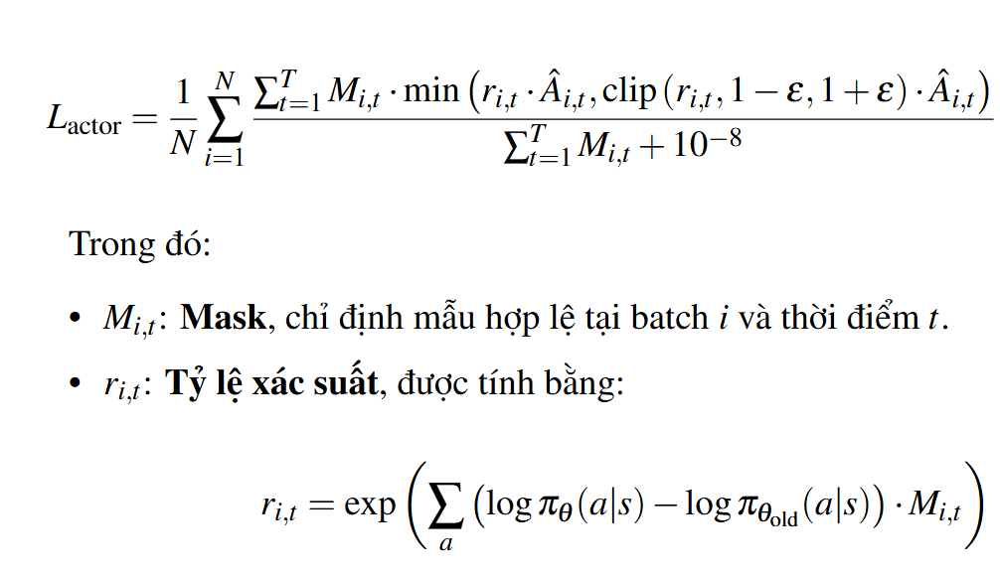 L_actor = \frac{1}{N} \sum_{i=1}^{N} \frac{\sum_{t=1}^{T} M_{i,t} \cdot \min\left(r_{i,t} \cdot \hat{A}_{i,t}, \text{clip}\left(r_{i,t}, 1-\varepsilon, 1+\varepsilon\right) \cdot \hat{A}_{i,t}\right)}{\sum_{t=1}^{T} M_{i,t} + 10^{-8}}
Trong đó:
• M_{i,t}: Mask, chỉ định mẫu hợp lệ tại batch i và thời điểm t.
• r_{i,t}: Tỷ lệ xác suất, được tính bằng:
r_{i,t} = \exp\left(\sum_{a} \left(\log \pi_{\theta}(a|s) - \log \pi_{\theta_{\text{old}}}(a|s)\right) \cdot M_{i,t}\right)